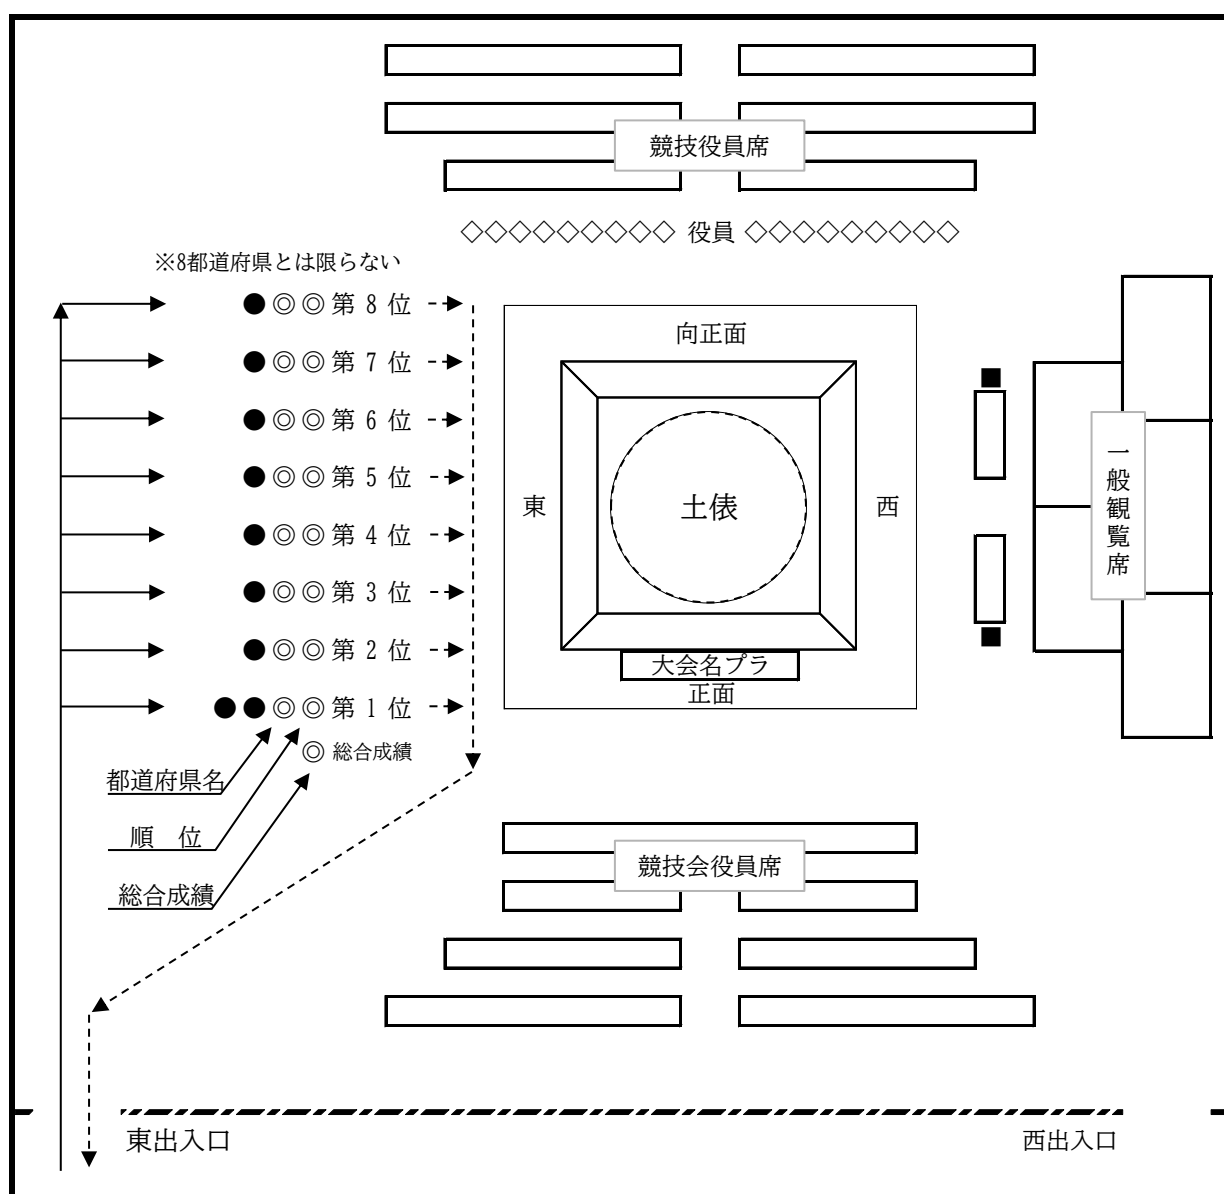 競技役員席
◇◇◇◇◇◇◇◇◇ 役員 ◇◇◇◇◇◇◇◇◇
※8都道府県とは限らない
●◎◎第 8 位
●◎◎第 7 位
●◎◎第 6 位
●◎◎第 5 位
●◎◎第 4 位
●◎◎第 3 位
●◎◎第 2 位
●●◎◎第 1 位
◎ 総合成績
都道府県名
順 位
総合成績
向正面
東
土俵
西
大会名プラ
正面
■
■
一般観覧席
競技会役員席
東出入口
西出入口